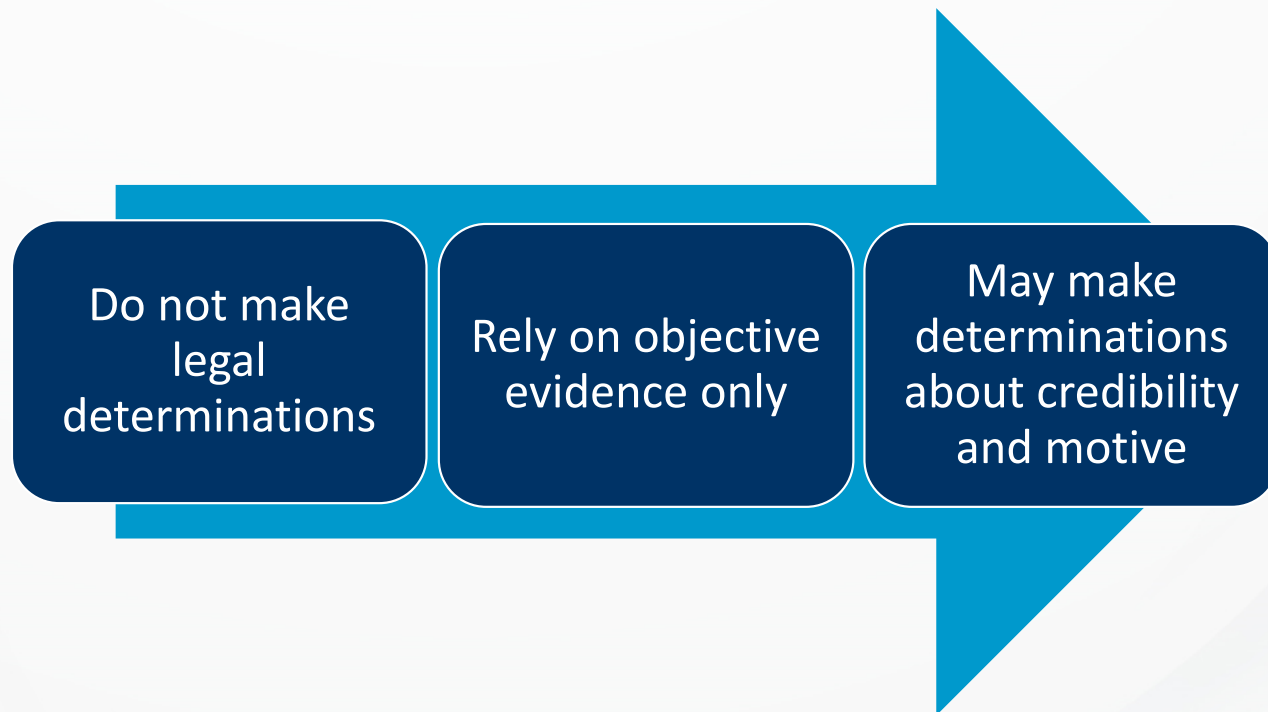 Do not make
legal
determinations
Rely on objective
evidence only
May make
determinations
about credibility
and motive